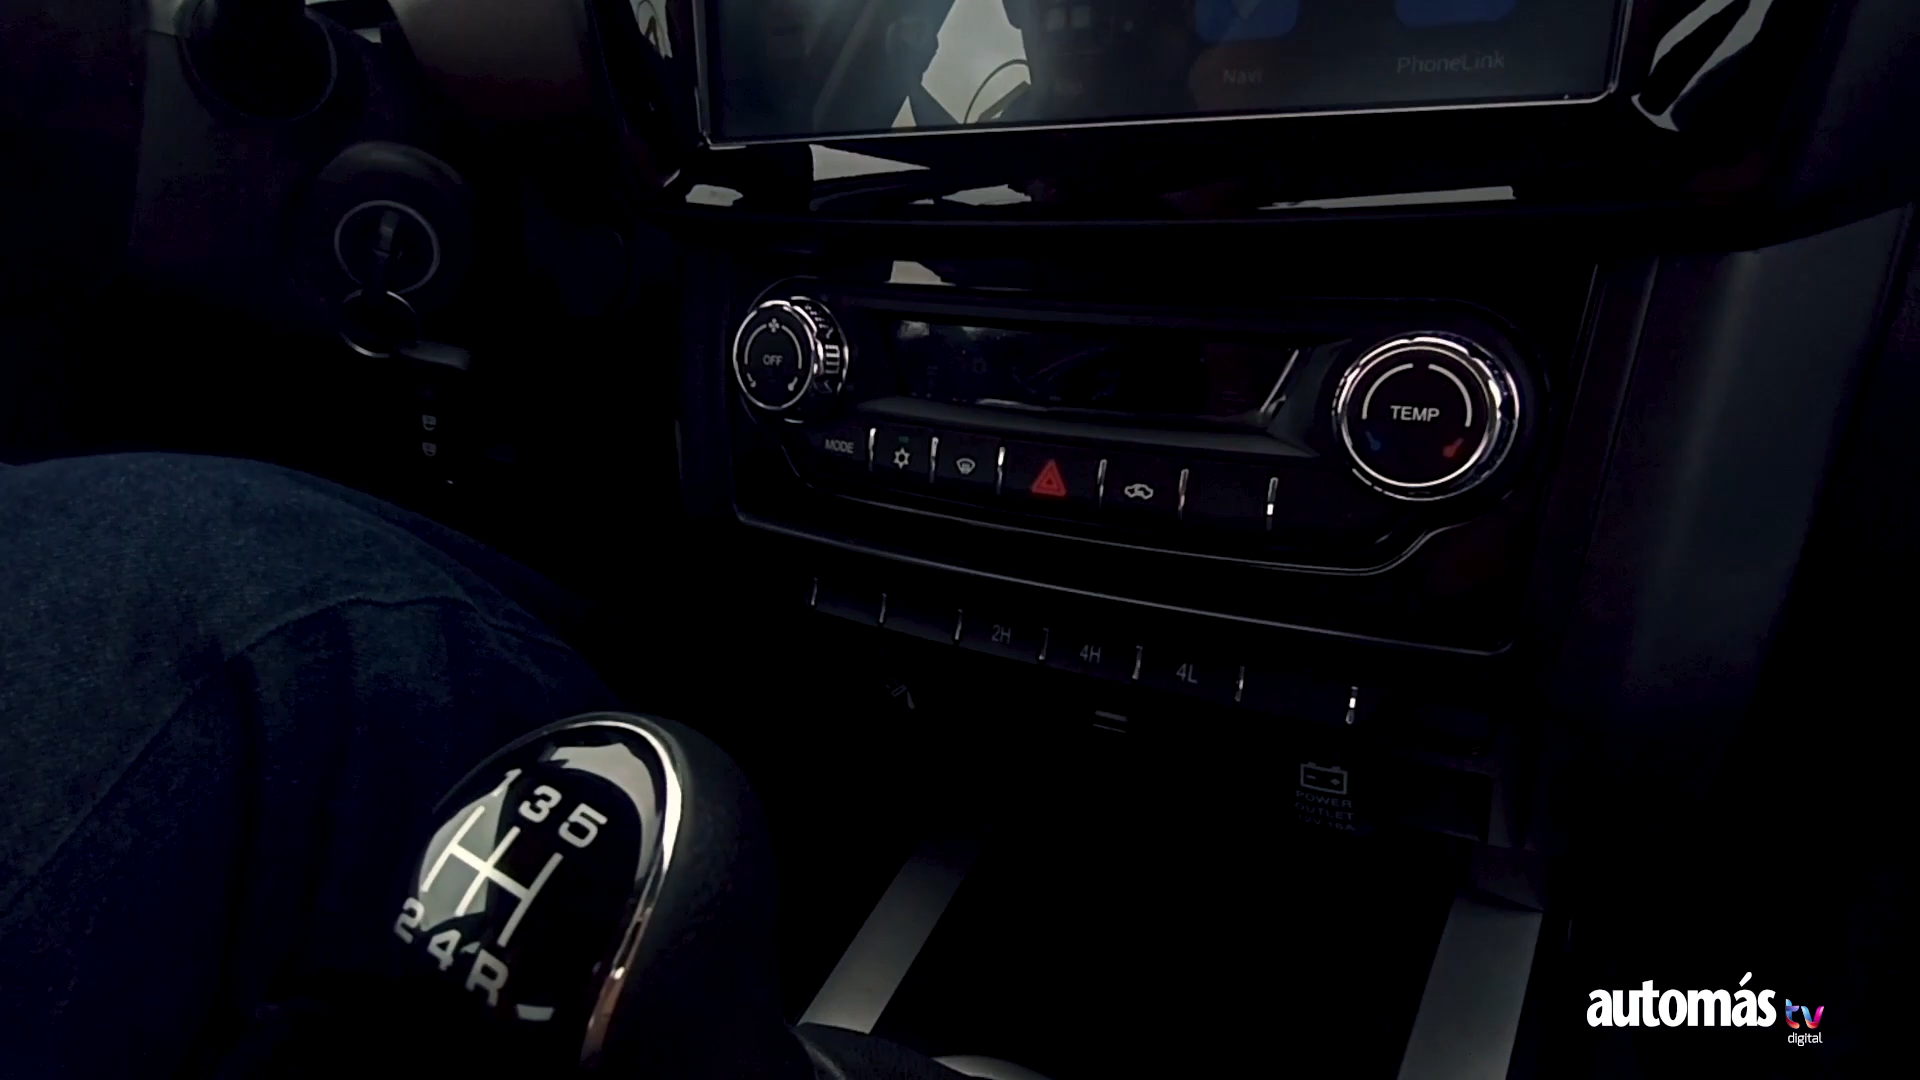 Navi
PhoneLink
OFF
TEMP
MODE
2H
4H
4L
POWER
OUTLET
1 3 5
2 4 R
automás tv
digital